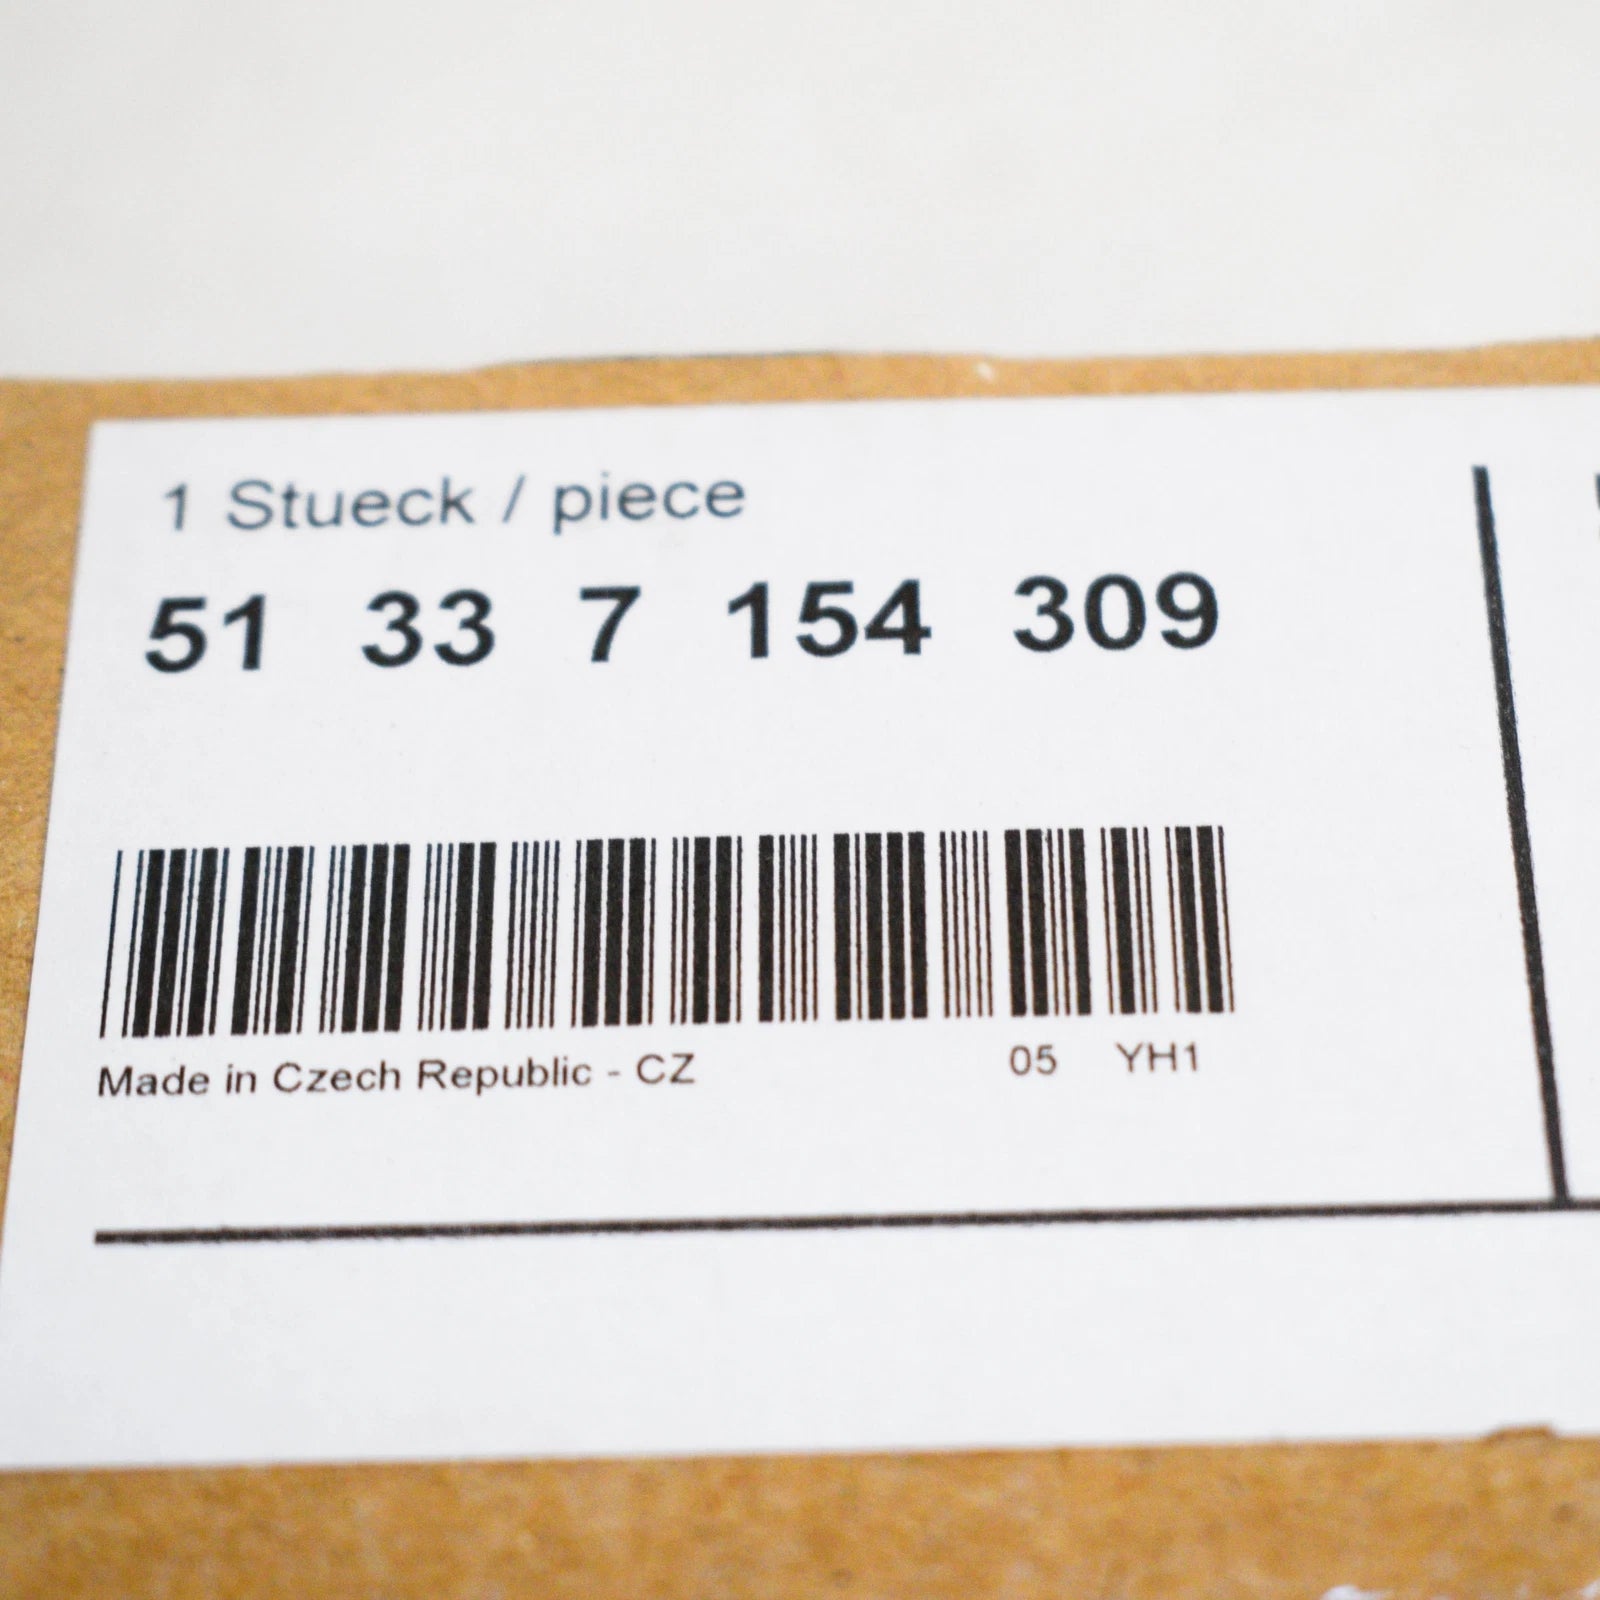 1 Stueck / piece
51 33 7 154 309
Made in Czech Republic - CZ 05 YH1